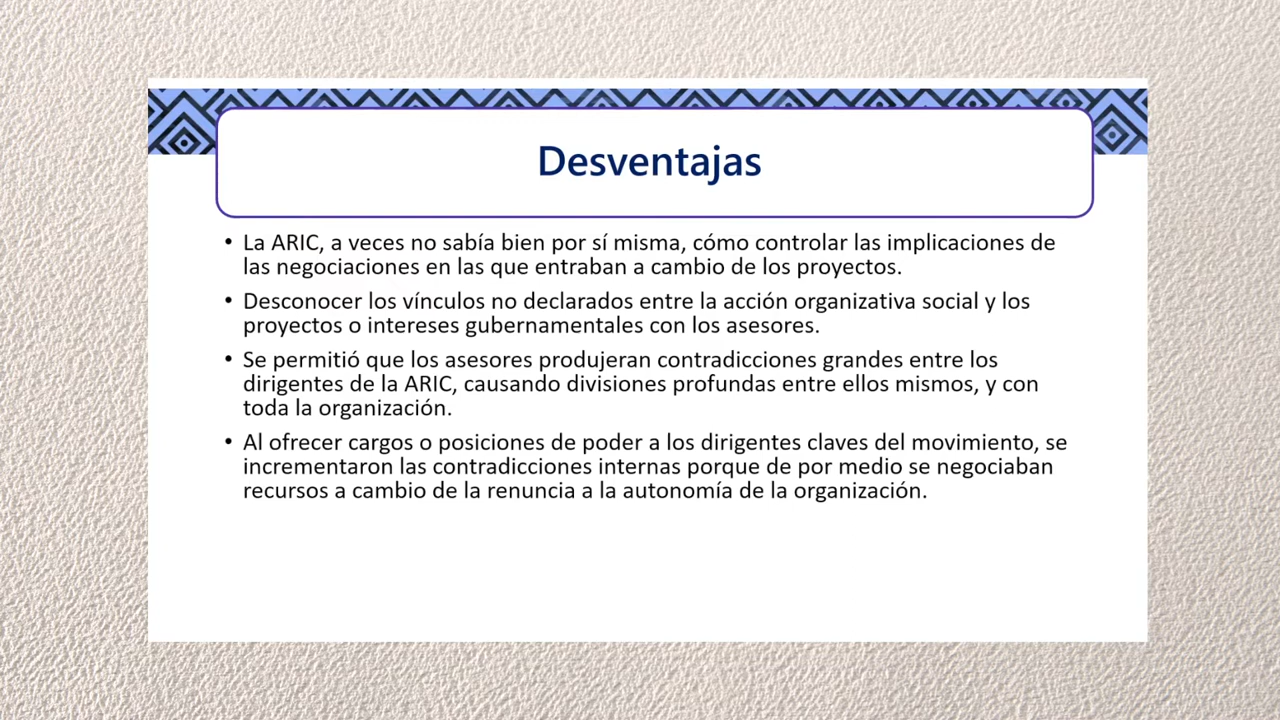 Desventajas
• La ARIC, a veces no sabía bien por sí misma, cómo controlar las implicaciones de
las negociaciones en las que entraban a cambio de los proyectos.
• Desconocer los vínculos no declarados entre la acción organizativa social y los
proyectos o intereses gubernamentales con los asesores.
• Se permitió que los asesores produjeran contradicciones grandes entre los
dirigentes de la ARIC, causando divisiones profundas entre ellos mismos, y con
toda la organización.
• Al ofrecer cargos o posiciones de poder a los dirigentes claves del movimiento, se
incrementaron las contradicciones internas porque de por medio se negociaban
recursos a cambio de la renuncia a la autonomía de la organización.